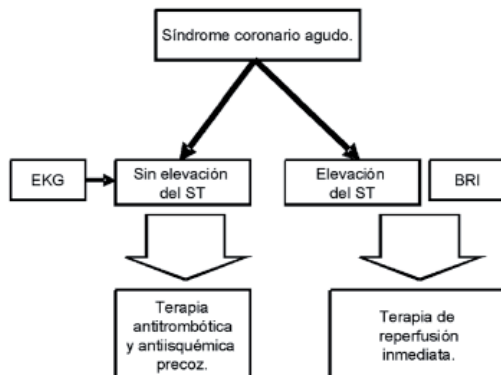 Síndrome coronario agudo.
EKG
Sin elevación
del ST
Elevación
del ST
BRI
Terapia
antitrombótica
y antiisquémica
precoz.
Terapia de
reperfusión
inmediata.